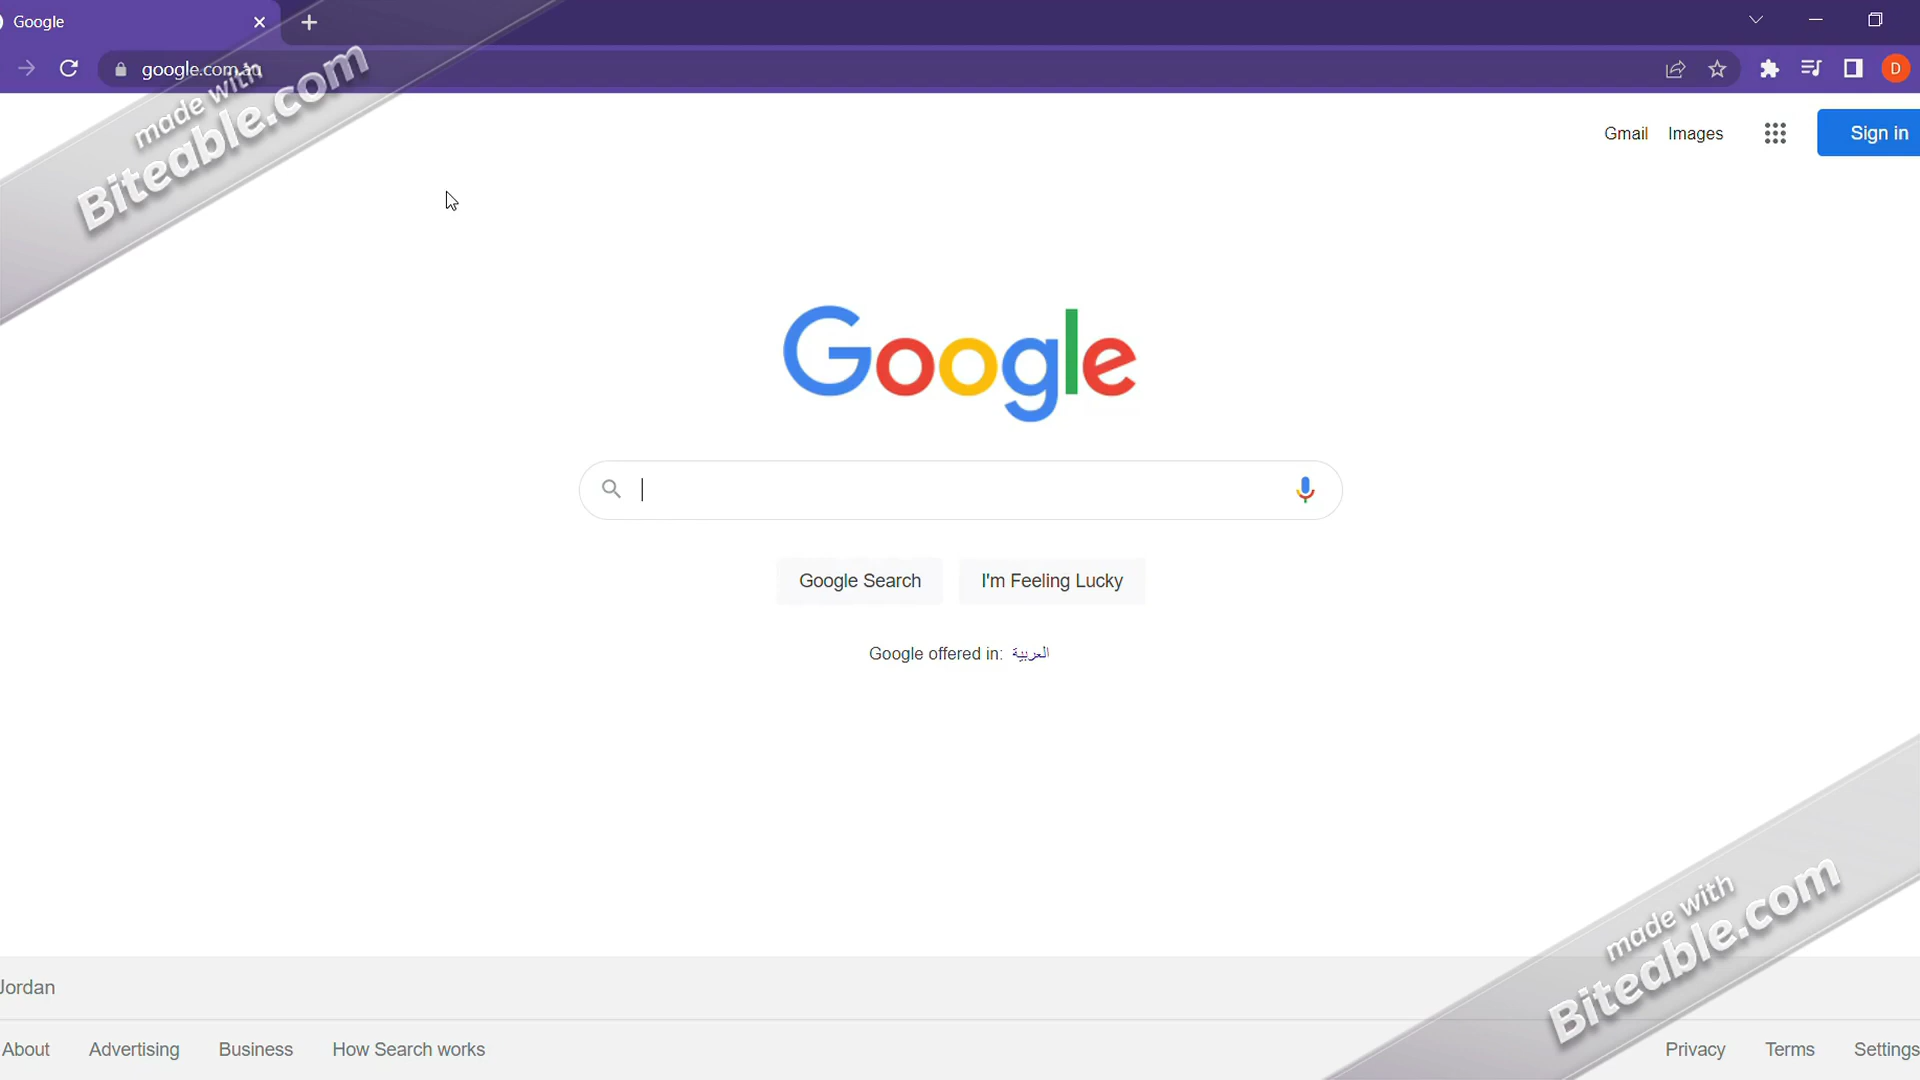 Google
google.com.au
made with
Biteable.com
Gmail Images
Sign in
D
Google
Google Search I'm Feeling Lucky
Google offered in: العربية
made with
Biteable.com
Jordan
About Advertising Business How Search works
Privacy Terms Settings